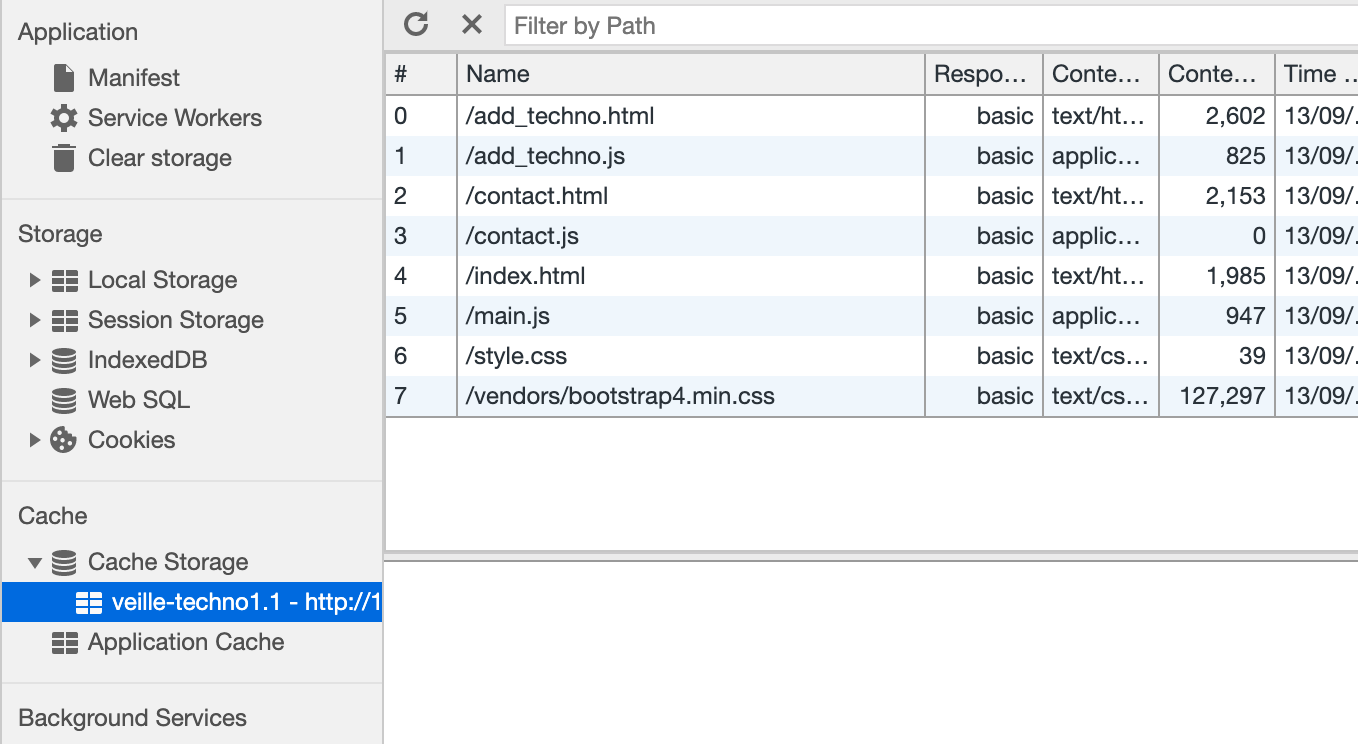 Application
Manifest
Service Workers
Clear storage
Storage
Local Storage
Session Storage
IndexedDB
Web SQL
Cookies
Cache
Cache Storage
veille-techno1.1 - http://1
Application Cache
Background Services
Filter by Path
# Name Respo… Conte… Conte… Time …
0 /add_techno.html basic text/ht… 2,602 13/09/…
1 /add_techno.js basic applic… 825 13/09/…
2 /contact.html basic text/ht… 2,153 13/09/…
3 /contact.js basic applic… 0 13/09/…
4 /index.html basic text/ht… 1,985 13/09/…
5 /main.js basic applic… 947 13/09/…
6 /style.css basic text/cs… 39 13/09/…
7 /vendors/bootstrap4.min.css basic text/cs… 127,297 13/09/…